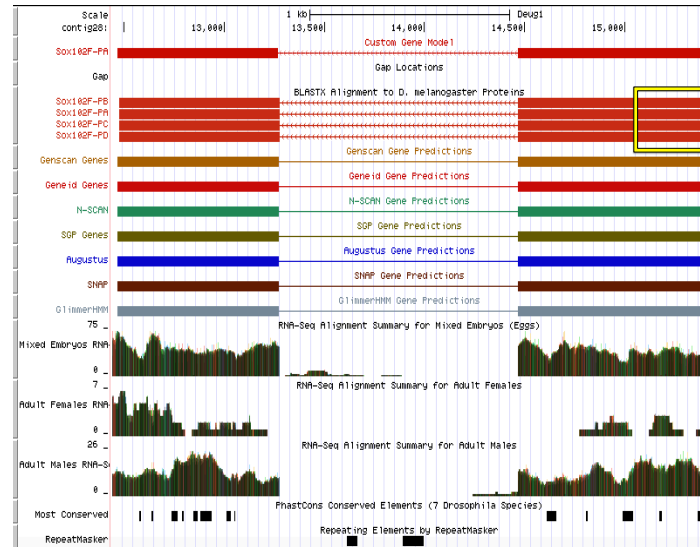 Scale 1 kb Deug1
contig28: 13,000 13,500 14,000 14,500 15,000
Custom Gene Model
Sox102F-PA
Gap Locations
Gap
BLASTX Alignment to D. melanogaster Proteins
Sox102F-PB
Sox102F-PA
Sox102F-PC
Sox102F-PD
Genscan Gene Predictions
Genscan Genes
Geneid Gene Predictions
Geneid Genes
N-SCAN Gene Predictions
N-SCAN
SGP Gene Predictions
SGP Genes
Augustus Gene Predictions
Augustus
SNAP Gene Predictions
SNAP
GlimmerHMM Gene Predictions
GlimmerHMM
RNA-Seq Alignment Summary for Mixed Embryos (Eggs)
75 _
Mixed Embryos RNA
0 _
RNA-Seq Alignment Summary for Adult Females
7 _
Adult Females RNA
0 _
RNA-Seq Alignment Summary for Adult Males
26 _
Adult Males RNA-S
0 _
PhastCons Conserved Elements (7 Drosophila Species)
Most Conserved
Repeating Elements by RepeatMasker
RepeatMasker